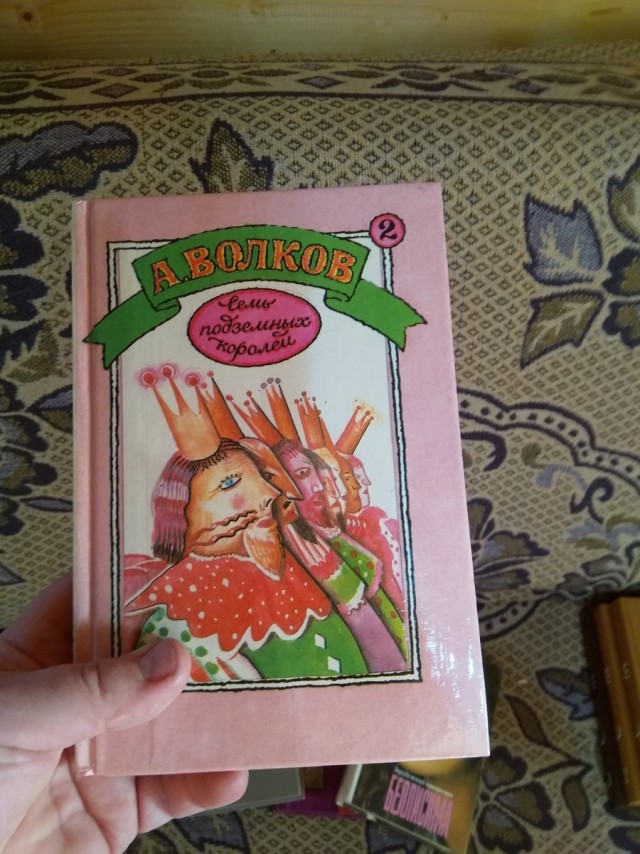 2
А. ВОЛКОВ
Семь
подземных
королей